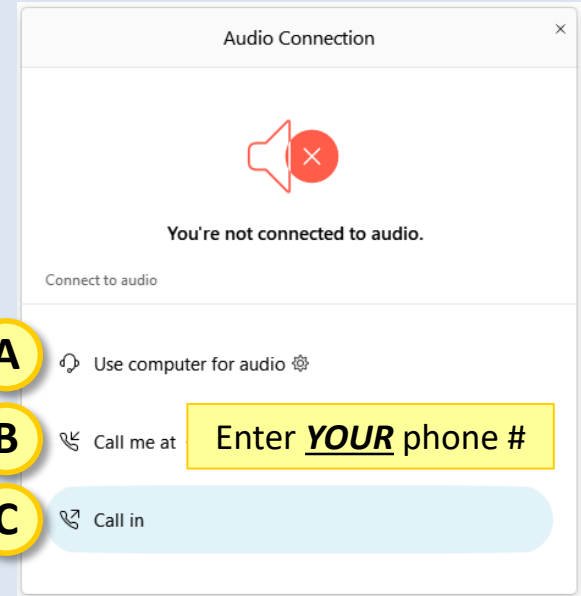 Audio Connection
You're not connected to audio.
Connect to audio
A Use computer for audio
B Call me at Enter YOUR phone #
C Call in